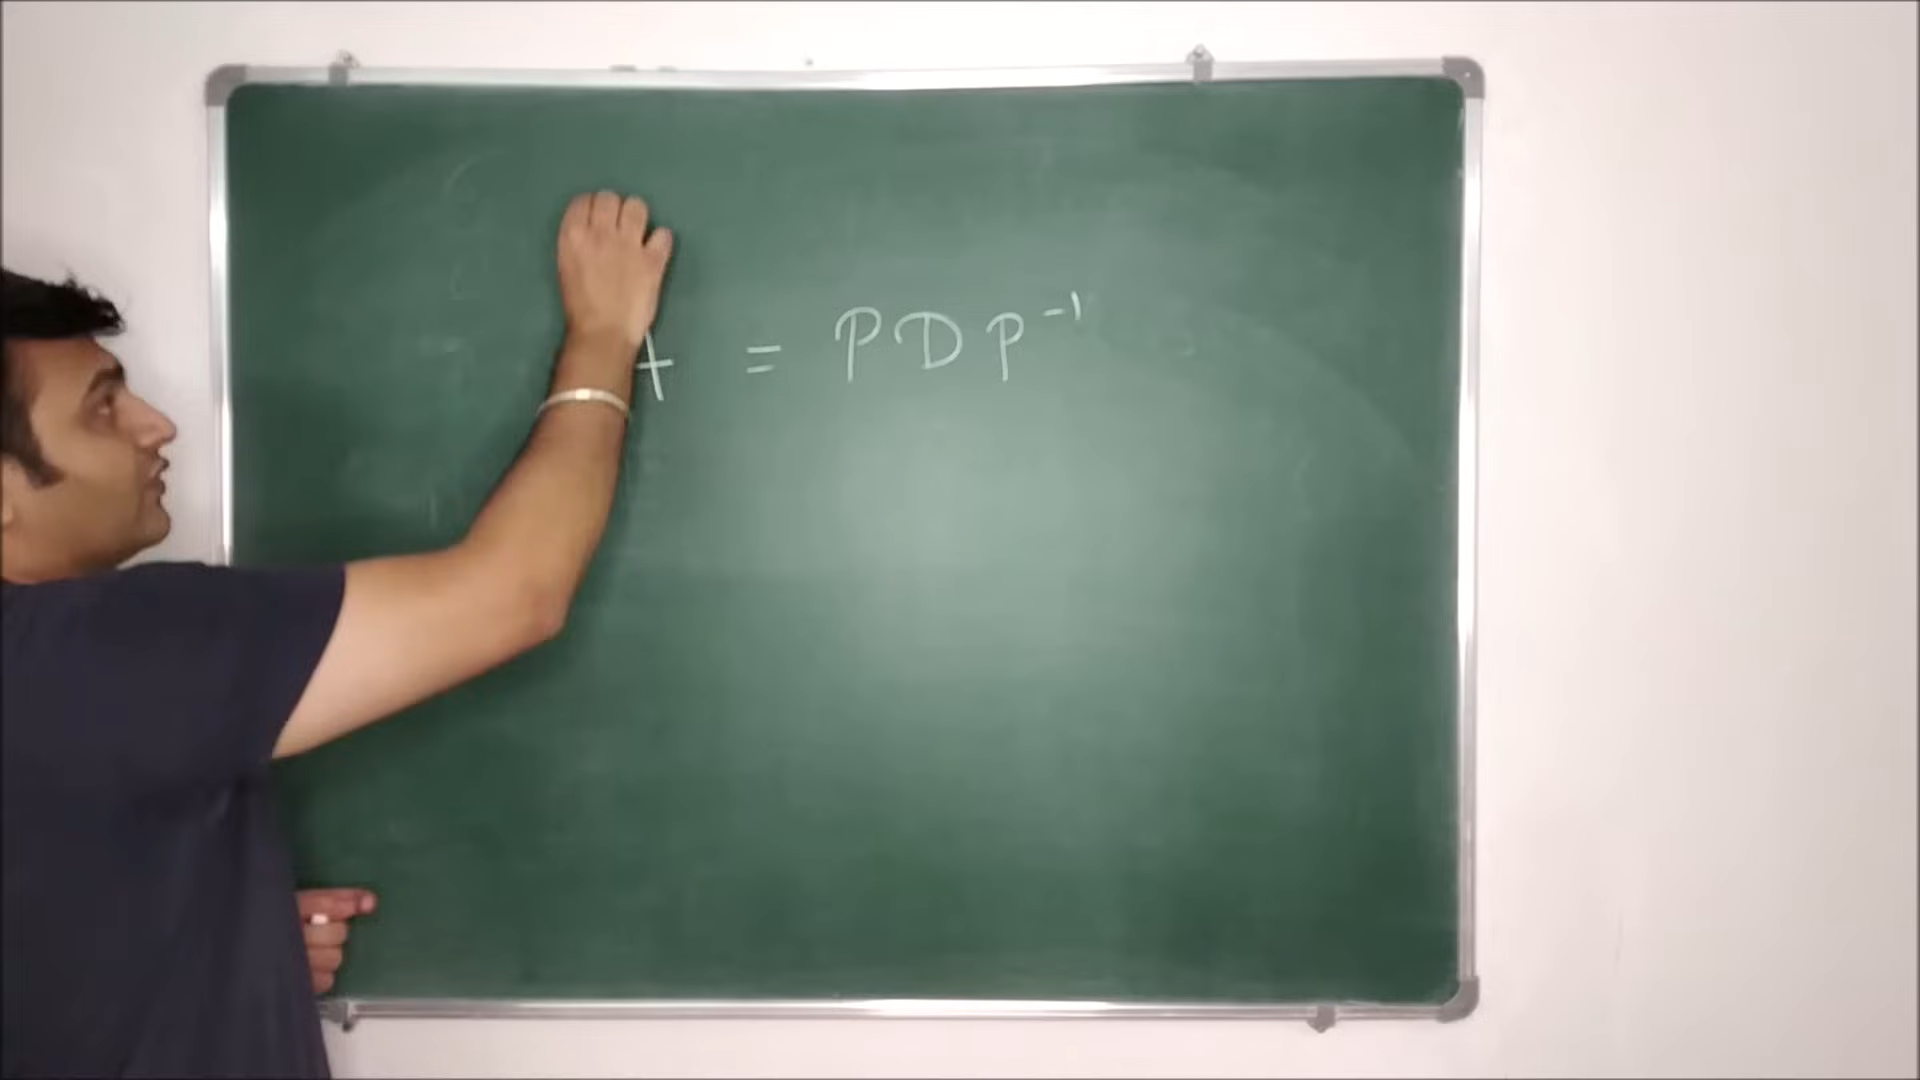 A = PDP⁻¹